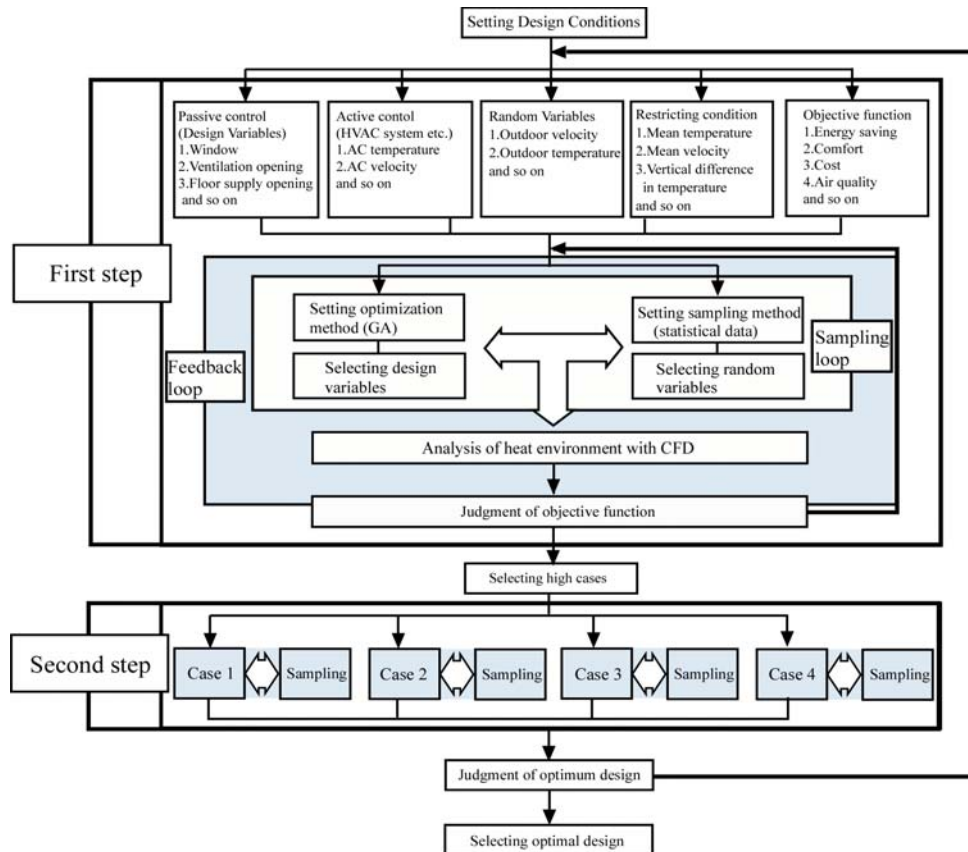 Setting Design Conditions
Passive control
(Design Variables)
1.Window
2.Ventilation opening
3.Floor supply opening
and so on
Active contol
(HVAC system etc.)
1.AC temperature
2.AC velocity
and so on
Random Variables
1.Outdoor velocity
2.Outdoor temperature
and so on
Restricting condition
1.Mean temperature
2.Mean velocity
3.Vertical difference
in temperature
and so on
Objective function
1.Energy saving
2.Comfort
3.Cost
4.Air quality
and so on
First step
Feedback
loop
Setting optimization
method (GA)
Selecting design
variables
Setting sampling method
(statistical data)
Selecting random
variables
Sampling
loop
Analysis of heat environment with CFD
Judgment of objective function
Selecting high cases
Second step
Case 1
Sampling
Case 2
Sampling
Case 3
Sampling
Case 4
Sampling
Judgment of optimum design
Selecting optimal design